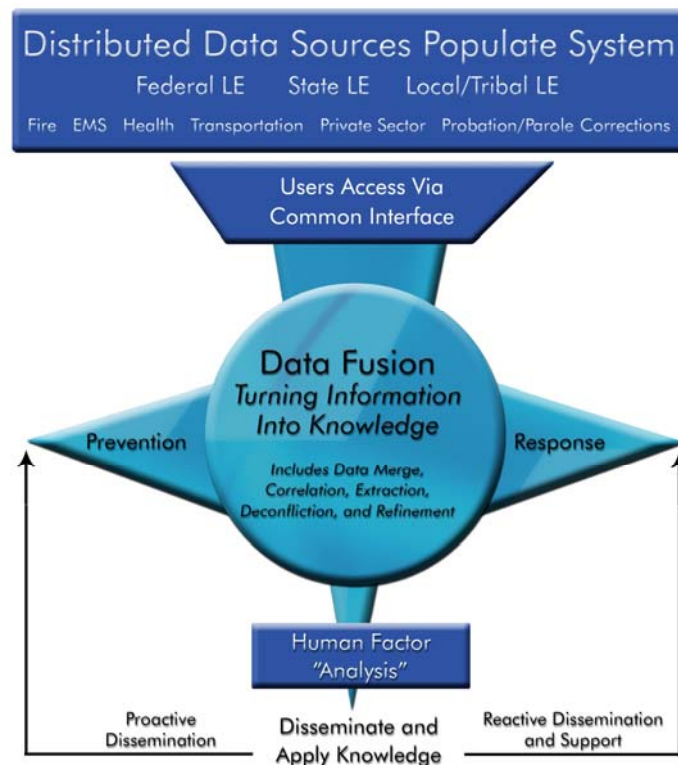 Distributed Data Sources Populate System
Federal LE State LE Local/Tribal LE
Fire EMS Health Transportation Private Sector Probation/Parole Corrections
Users Access Via
Common Interface
Data Fusion
Turning Information
Into Knowledge
Includes Data Merge,
Correlation, Extraction,
Deconfliction, and Refinement
Prevention
Response
Human Factor
"Analysis"
Proactive
Dissemination
Disseminate and
Apply Knowledge
Reactive Dissemination
and Support